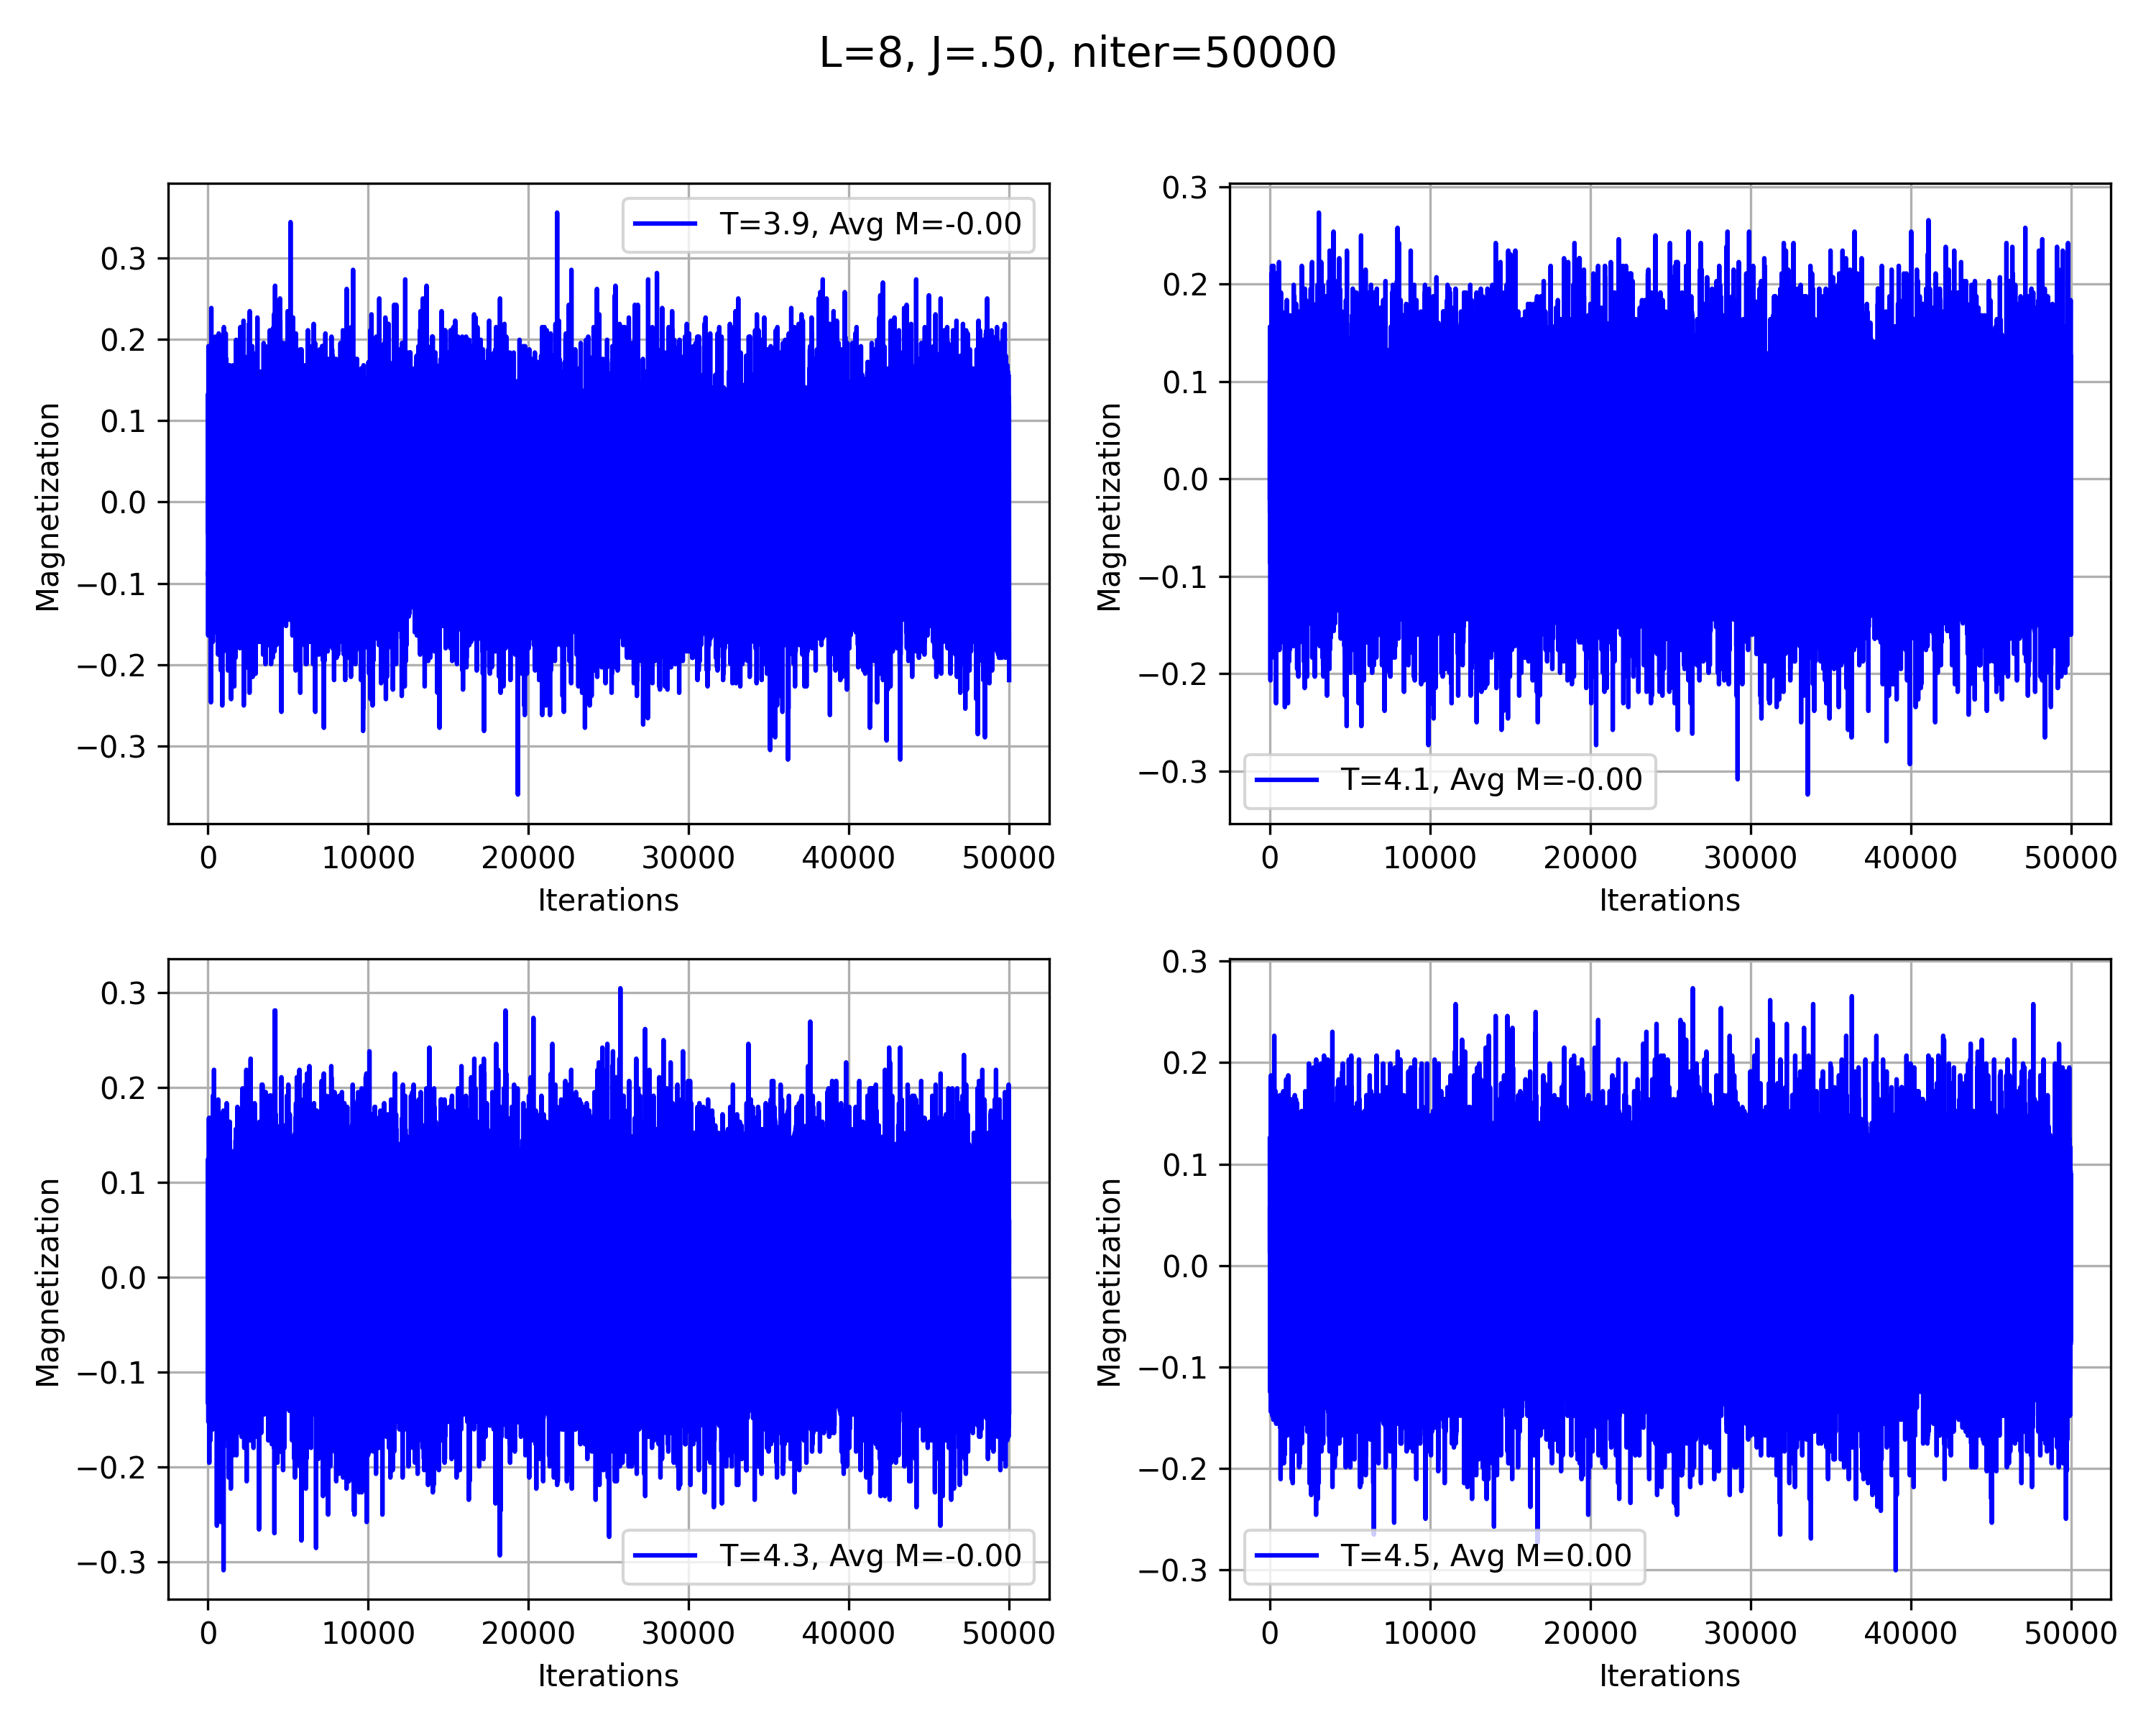 L=8, J=.50, niter=50000
T=3.9, Avg M=-0.00
Magnetization
0.3
0.2
0.1
0.0
−0.1
−0.2
−0.3
0 10000 20000 30000 40000 50000
Iterations
T=4.1, Avg M=-0.00
Magnetization
0.3
0.2
0.1
0.0
−0.1
−0.2
−0.3
0 10000 20000 30000 40000 50000
Iterations
T=4.3, Avg M=-0.00
Magnetization
0.3
0.2
0.1
0.0
−0.1
−0.2
−0.3
0 10000 20000 30000 40000 50000
Iterations
T=4.5, Avg M=0.00
Magnetization
0.3
0.2
0.1
0.0
−0.1
−0.2
−0.3
0 10000 20000 30000 40000 50000
Iterations